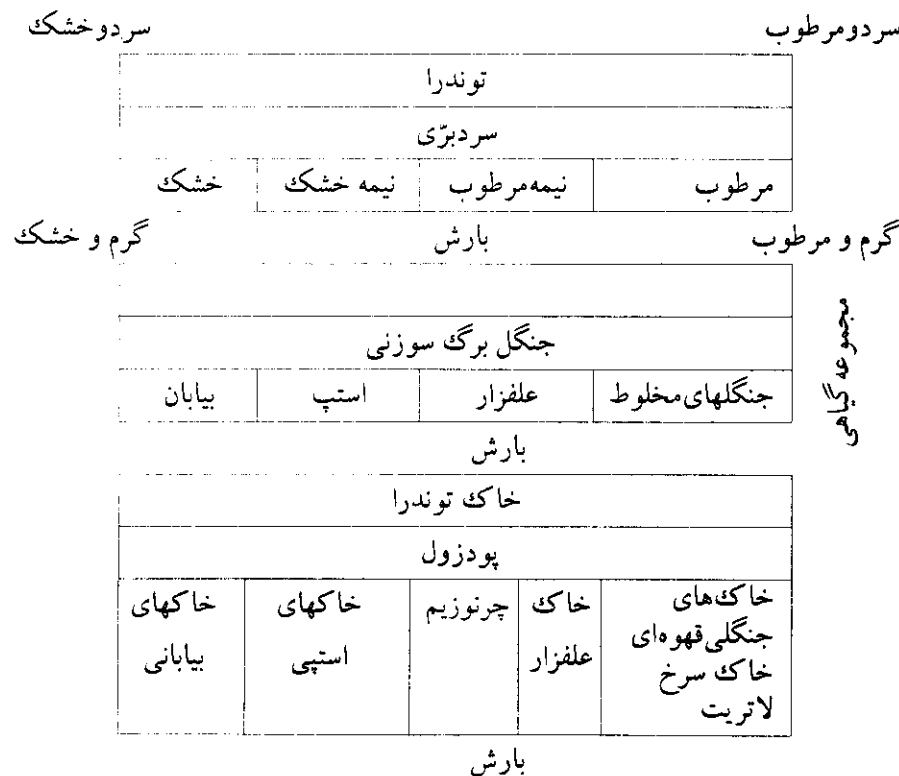 سردومرطوب سردوخشک
توندرا
سردبرّی
مرطوب نیمه‌مرطوب نیمه خشک خشک
گرم و مرطوب بارش گرم و خشک
مجموعه گیاهی
جنگل برگ سوزنی
جنگلهای‌مخلوط علفزار استپ بیابان
بارش
خاک توندرا
پودزول
خاک‌های خاک چرنوزیم خاکهای خاکهای
جنگلی‌قهوه‌ای علفزار استپی بیابانی
خاک سرخ
لاتریت
بارش